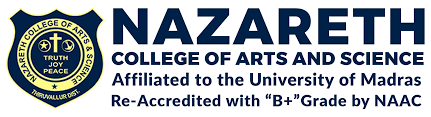 NAZARETH COLLEGE OF ARTS & SCIENCE
TRUTH
JOY
PEACE
THIRUVALLUR DIST.
NAZARETH
COLLEGE OF ARTS AND SCIENCE
Affiliated to the University of Madras
Re-Accredited with “B+”Grade by NAAC